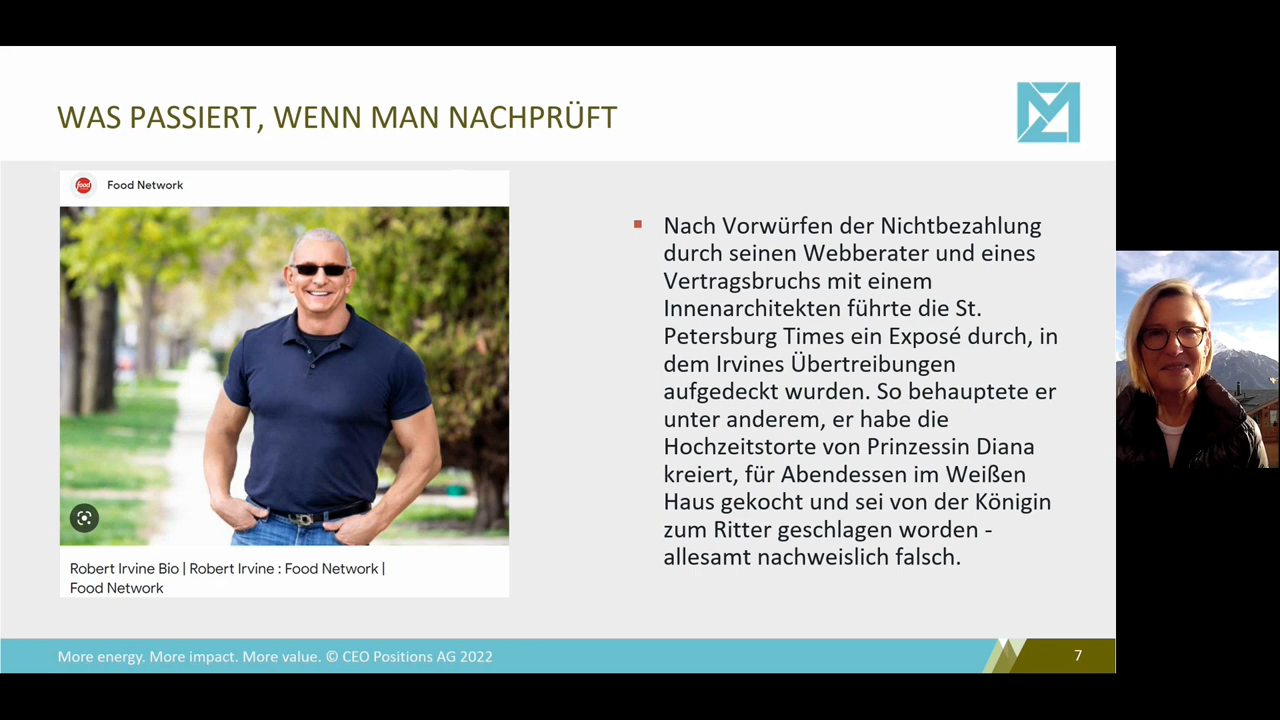 WAS PASSIERT, WENN MAN NACHPRÜFT
food
Food Network
Robert Irvine Bio | Robert Irvine : Food Network |
Food Network
Nach Vorwürfen der Nichtbezahlung
durch seinen Webberater und eines
Vertragsbruchs mit einem
Innenarchitekten führte die St.
Petersburg Times ein Exposé durch, in
dem Irvines Übertreibungen
aufgedeckt wurden. So behauptete er
unter anderem, er habe die
Hochzeitstorte von Prinzessin Diana
kreiert, für Abendessen im Weißen
Haus gekocht und sei von der Königin
zum Ritter geschlagen worden -
allesamt nachweislich falsch.
More energy. More impact. More value. © CEO Positions AG 2022
7